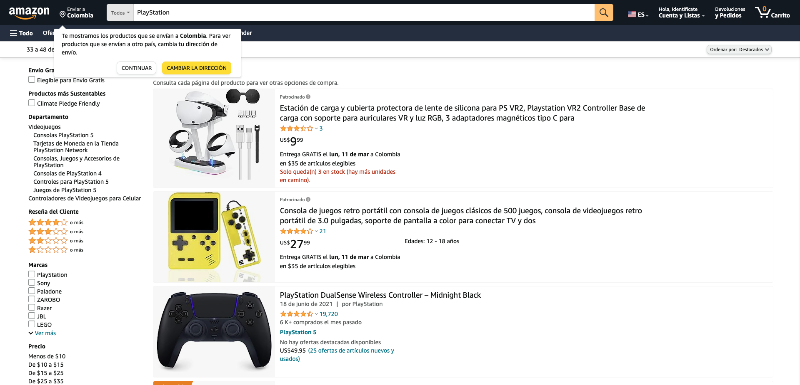 amazon
Enviar a
Colombia
Todos
PlayStation
ES
Hola, Identifícate
Cuenta y Listas
Devoluciones
y Pedidos
0
Carrito
Todo
Te mostramos los productos que se envían a Colombia. Para ver
productos que se envían a otro país, cambia tu dirección de
envío.
CONTINUAR
CAMBIAR LA DIRECCIÓN
33 a 48 de
Ordenar por: Destacados
Consulta cada página del producto para ver otras opciones de compra.
Envío Gra
Elegible para Envío Gratis
Productos más Sustentables
Climate Pledge Friendly
Departamento
Videojuegos
Consolas PlayStation 5
Tarjetas de Moneda en la Tienda
PlayStation Network
Consolas, Juegos y Accesorios de
PlayStation
Consolas de PlayStation 4
Controles para PlayStation 5
Juegos de PlayStation 5
Controladores de Videojuegos para Celular
Reseña del Cliente
o más
o más
o más
o más
Marcas
PlayStation
Sony
Paladone
ZAROBO
Razer
JBL
LEGO
Ver más
Precio
Menos de $10
De $10 a $15
De $15 a $25
De $25 a $35
Patrocinado
Estación de carga y cubierta protectora de lente de silicona para PS VR2, Playstation VR2 Controller Base de
carga con soporte para auriculares VR y luz RGB, 3 adaptadores magnéticos tipo C para
3
US$9.99
Entrega GRATIS el lun, 11 de mar a Colombia
en $35 de artículos elegibles
Solo queda(n) 3 en stock (hay más unidades
en camino).
Patrocinado
Consola de juegos retro portátil con consola de juegos clásicos de 500 juegos, consola de videojuegos retro
portátil de 3.0 pulgadas, soporte de pantalla a color para conectar TV y dos
21
US$27.99
Edades: 12 - 18 años
Entrega GRATIS el lun, 11 de mar a Colombia
en $35 de artículos elegibles
PlayStation DualSense Wireless Controller – Midnight Black
18 de junio de 2021 | por PlayStation
19,720
6 K+ comprados el mes pasado
PlayStation 5
No hay ofertas destacadas disponibles
US$49.95 (25 ofertas de artículos nuevos y
usados)